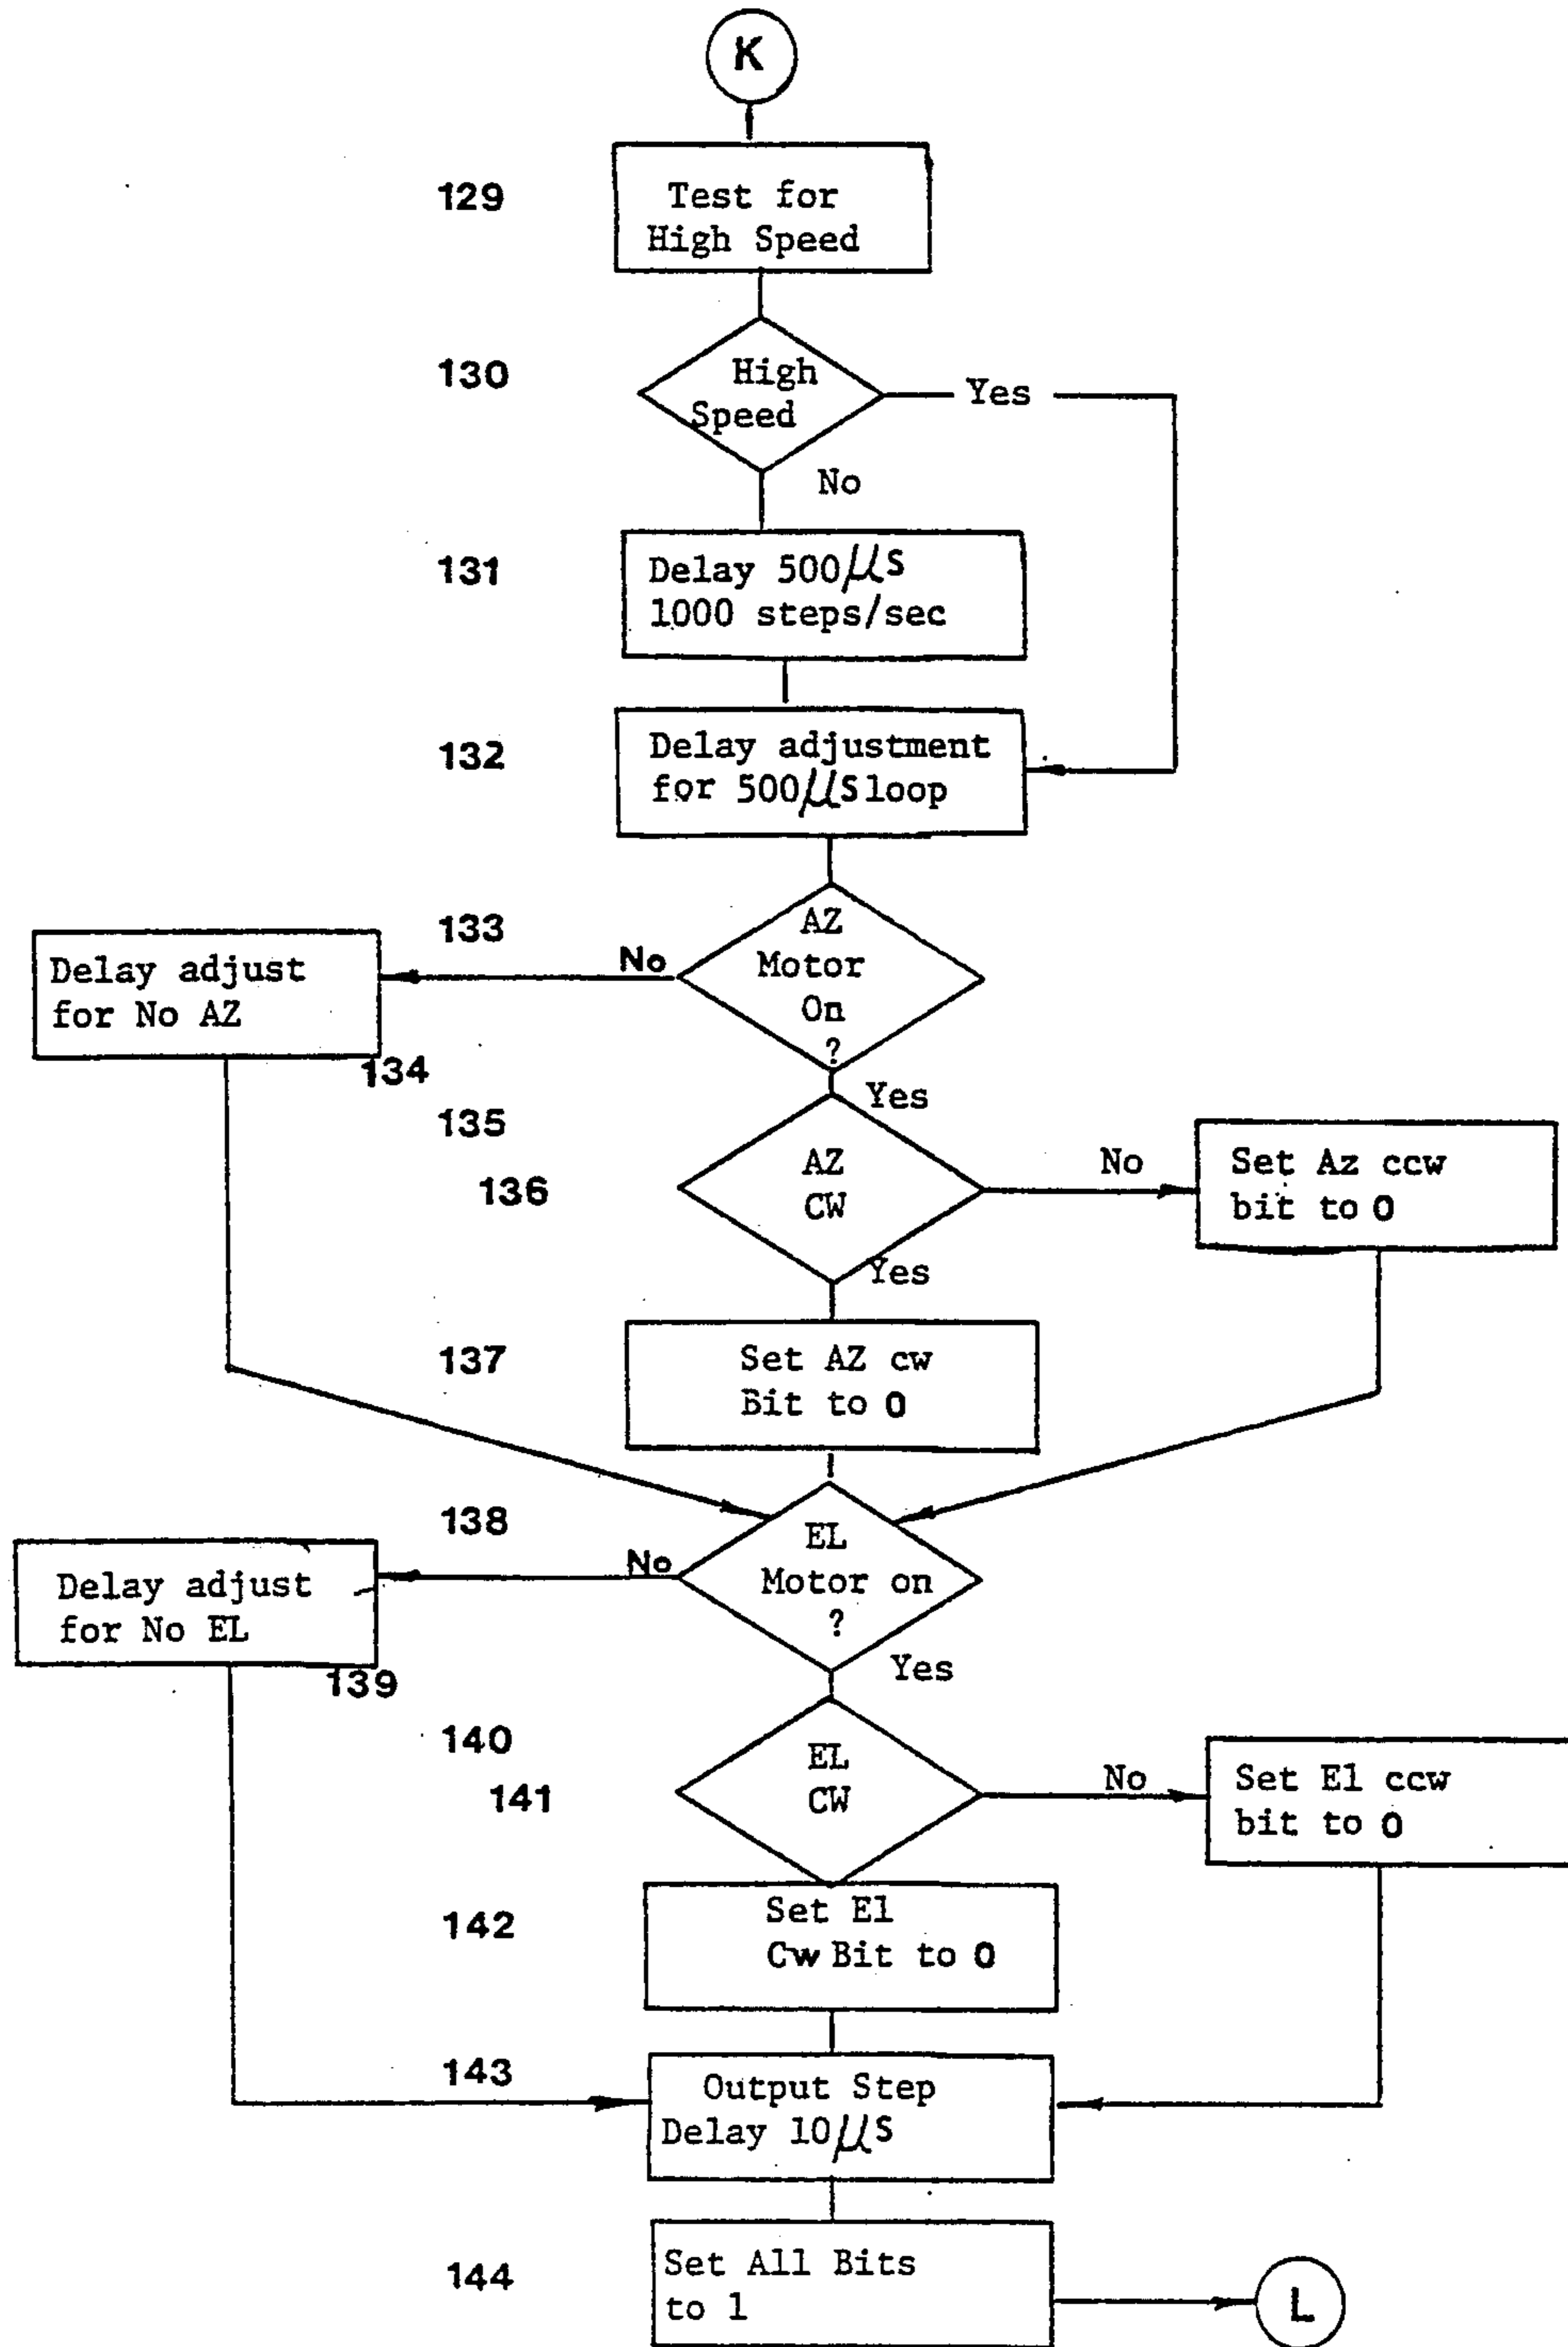 K
129
Test for
High Speed
130
High
Speed
Yes
No
131
Delay 500µS
1000 steps/sec
132
Delay adjustment
for 500µS loop
133
AZ
Motor
On
?
No
Delay adjust
for No AZ
134
Yes
135
136
AZ
CW
No
Set Az ccw
bit to 0
Yes
137
Set AZ cw
Bit to 0
138
EL
Motor on
?
No
Delay adjust
for No EL
139
Yes
140
141
EL
CW
No
Set El ccw
bit to 0
142
Set El
Cw Bit to 0
143
Output Step
Delay 10µS
144
Set All Bits
to 1
L